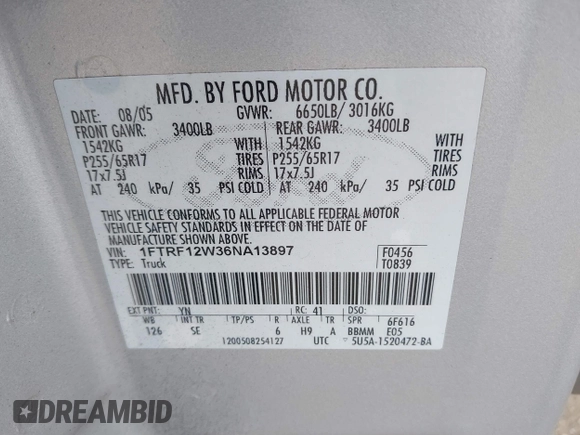 MFD. BY FORD MOTOR CO.
DATE: 08/05 GVWR: 6650LB/ 3016KG
FRONT GAWR: 3400LB REAR GAWR: 3400LB
1542KG WITH 1542KG WITH
P255/65R17 TIRES P255/65R17 TIRES
17x7.5J RIMS 17x7.5J RIMS
AT 240 kPa/ 35 PSI COLD AT 240 kPa/ 35 PSI COLD
THIS VEHICLE CONFORMS TO ALL APPLICABLE FEDERAL MOTOR
VEHICLE SAFETY STANDARDS IN EFFECT ON THE DATE OF
MANUFACTURE SHOWN ABOVE.
VIN: 1FTRF12W36NA13897 F0456
TYPE: Truck T0839
EXT PNT: YN RC: 41 DSO:
WB INT TR TP/PS R AXLE TR SPR 6F616
126 SE 6 H9 A BBMM E05
1200508254127 UTC 5U5A-1520472-BA
Ford
DREAMBID